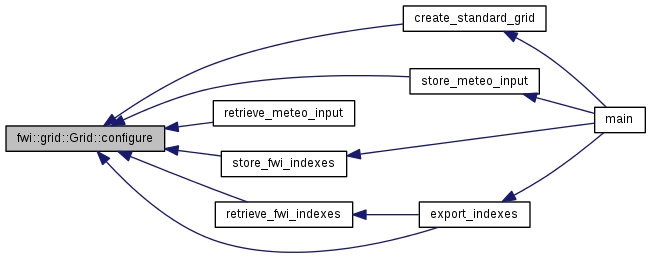 create_standard_grid
store_meteo_input
retrieve_meteo_input
main
fwi::grid::Grid::configure
store_fwi_indexes
retrieve_fwi_indexes
export_indexes